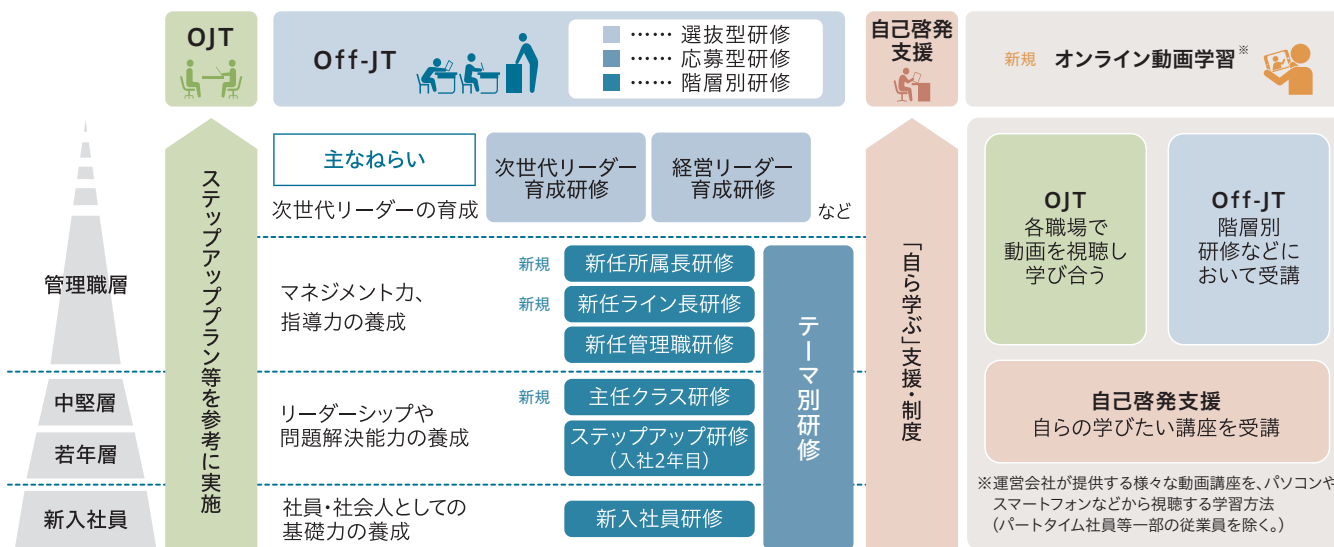 OJT
Off-JT
…… 選抜型研修
…… 応募型研修
…… 階層別研修
自己啓発
支援
新規 オンライン動画学習※
管理職層
中堅層
若年層
新入社員
ステップアッププラン等を参考に実施
主なねらい
次世代リーダーの育成
次世代リーダー
育成研修
経営リーダー
育成研修
など
マネジメント力、
指導力の養成
新規 新任所属長研修
新規 新任ライン長研修
新任管理職研修
リーダーシップや
問題解決能力の養成
新規 主任クラス研修
ステップアップ研修
(入社2年目)
社員・社会人としての
基礎力の養成
新入社員研修
テーマ別研修
「自ら学ぶ」支援・制度
OJT
各職場で
動画を視聴し
学び合う
Off-JT
階層別
研修などに
おいて受講
自己啓発支援
自らの学びたい講座を受講
※運営会社が提供する様々な動画講座を、パソコンや
スマートフォンなどから視聴する学習方法
(パートタイム社員等一部の従業員を除く。)